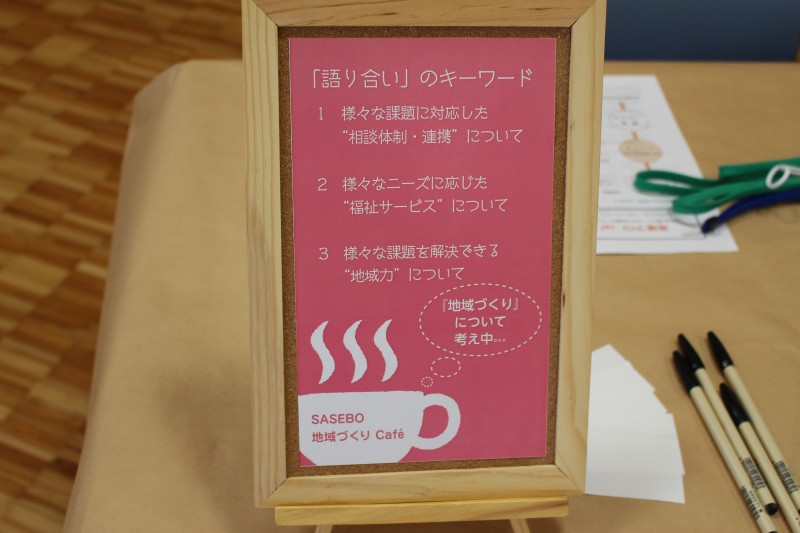 「語り合い」のキーワード
1 様々な課題に対応した
“相談体制・連携”について
2 様々なニーズに応じた
“福祉サービス”について
3 様々な課題を解決できる
“地域力”について
『地域づくり』
について
考え中…
SASEBO
地域づくり Café